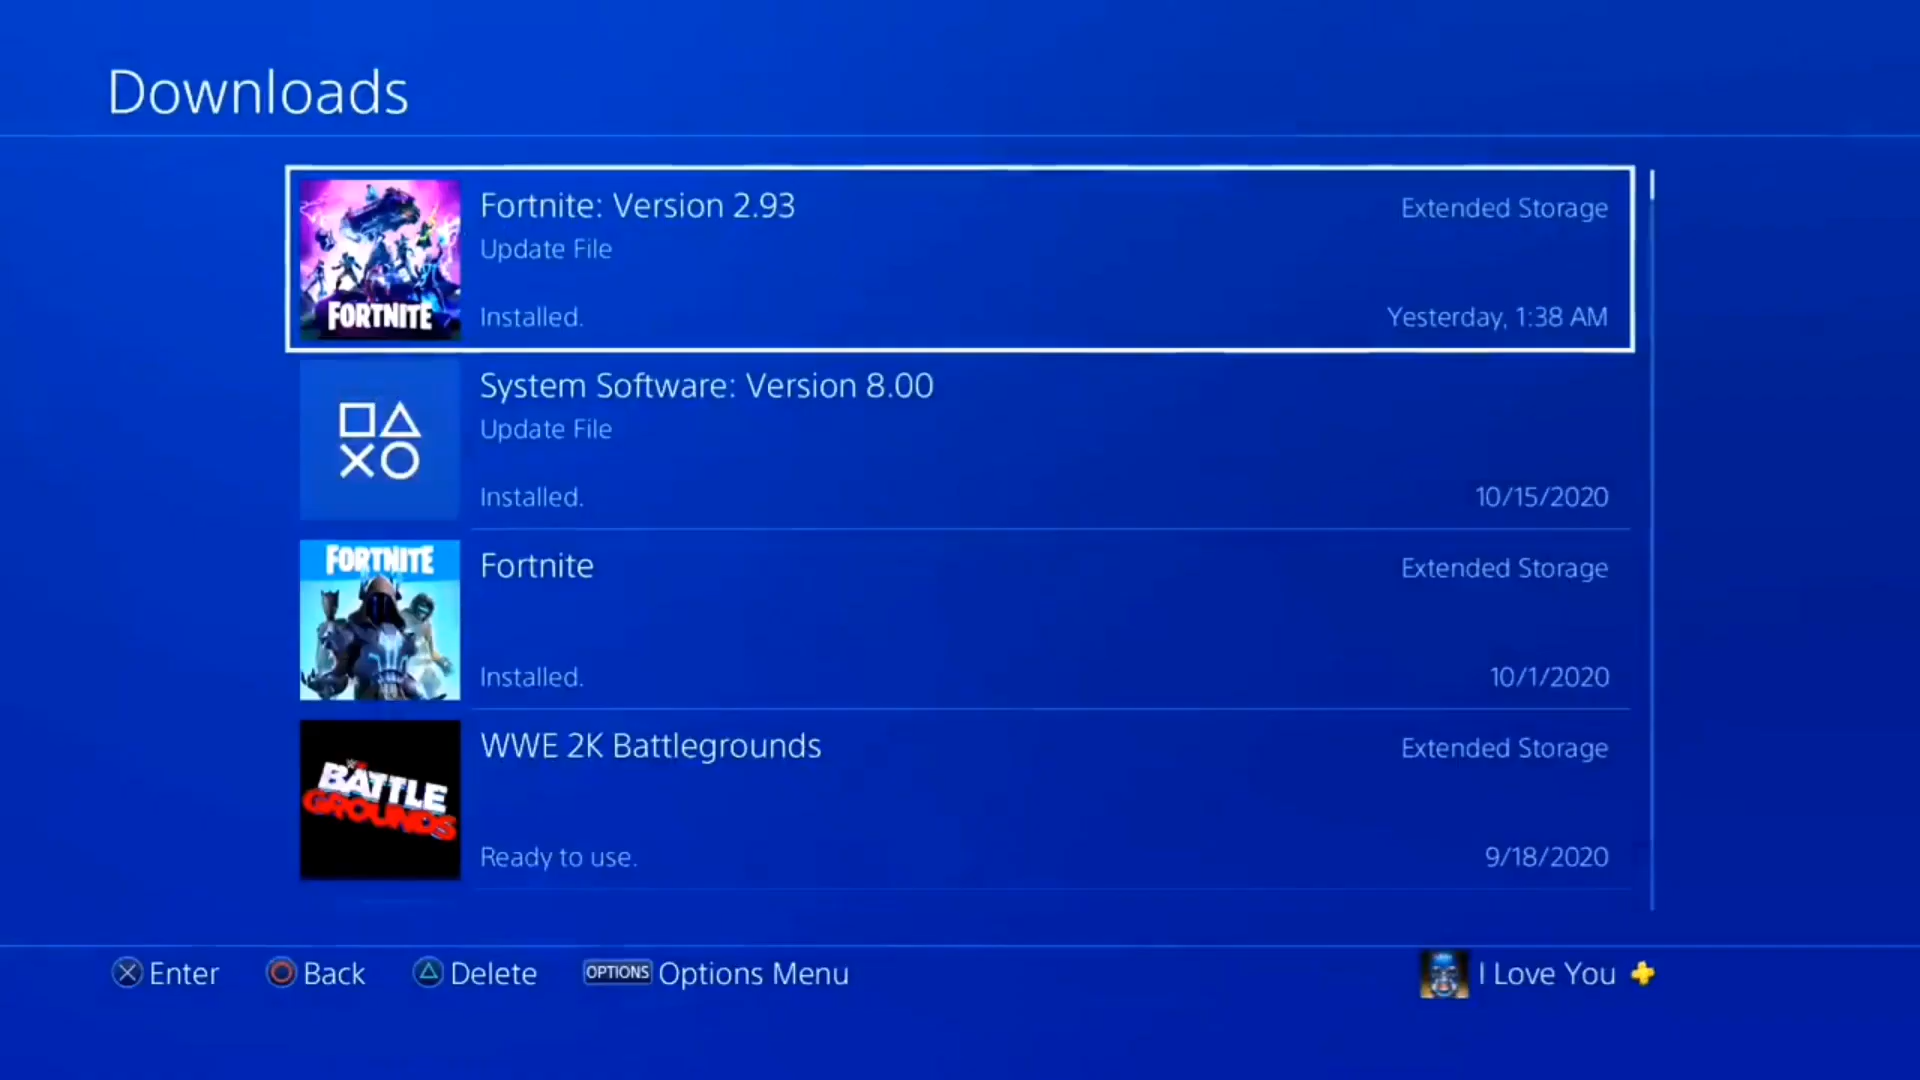 Downloads
Fortnite: Version 2.93
Extended Storage
Update File
FORTNITE
Installed.
Yesterday, 1:38 AM
System Software: Version 8.00
Update File
Installed.
10/15/2020
FORTNITE
Fortnite
Extended Storage
Installed.
10/1/2020
WWE 2K Battlegrounds
Extended Storage
BATTLE
GROUNDS
Ready to use.
9/18/2020
Enter
Back
Delete
OPTIONS Options Menu
I Love You